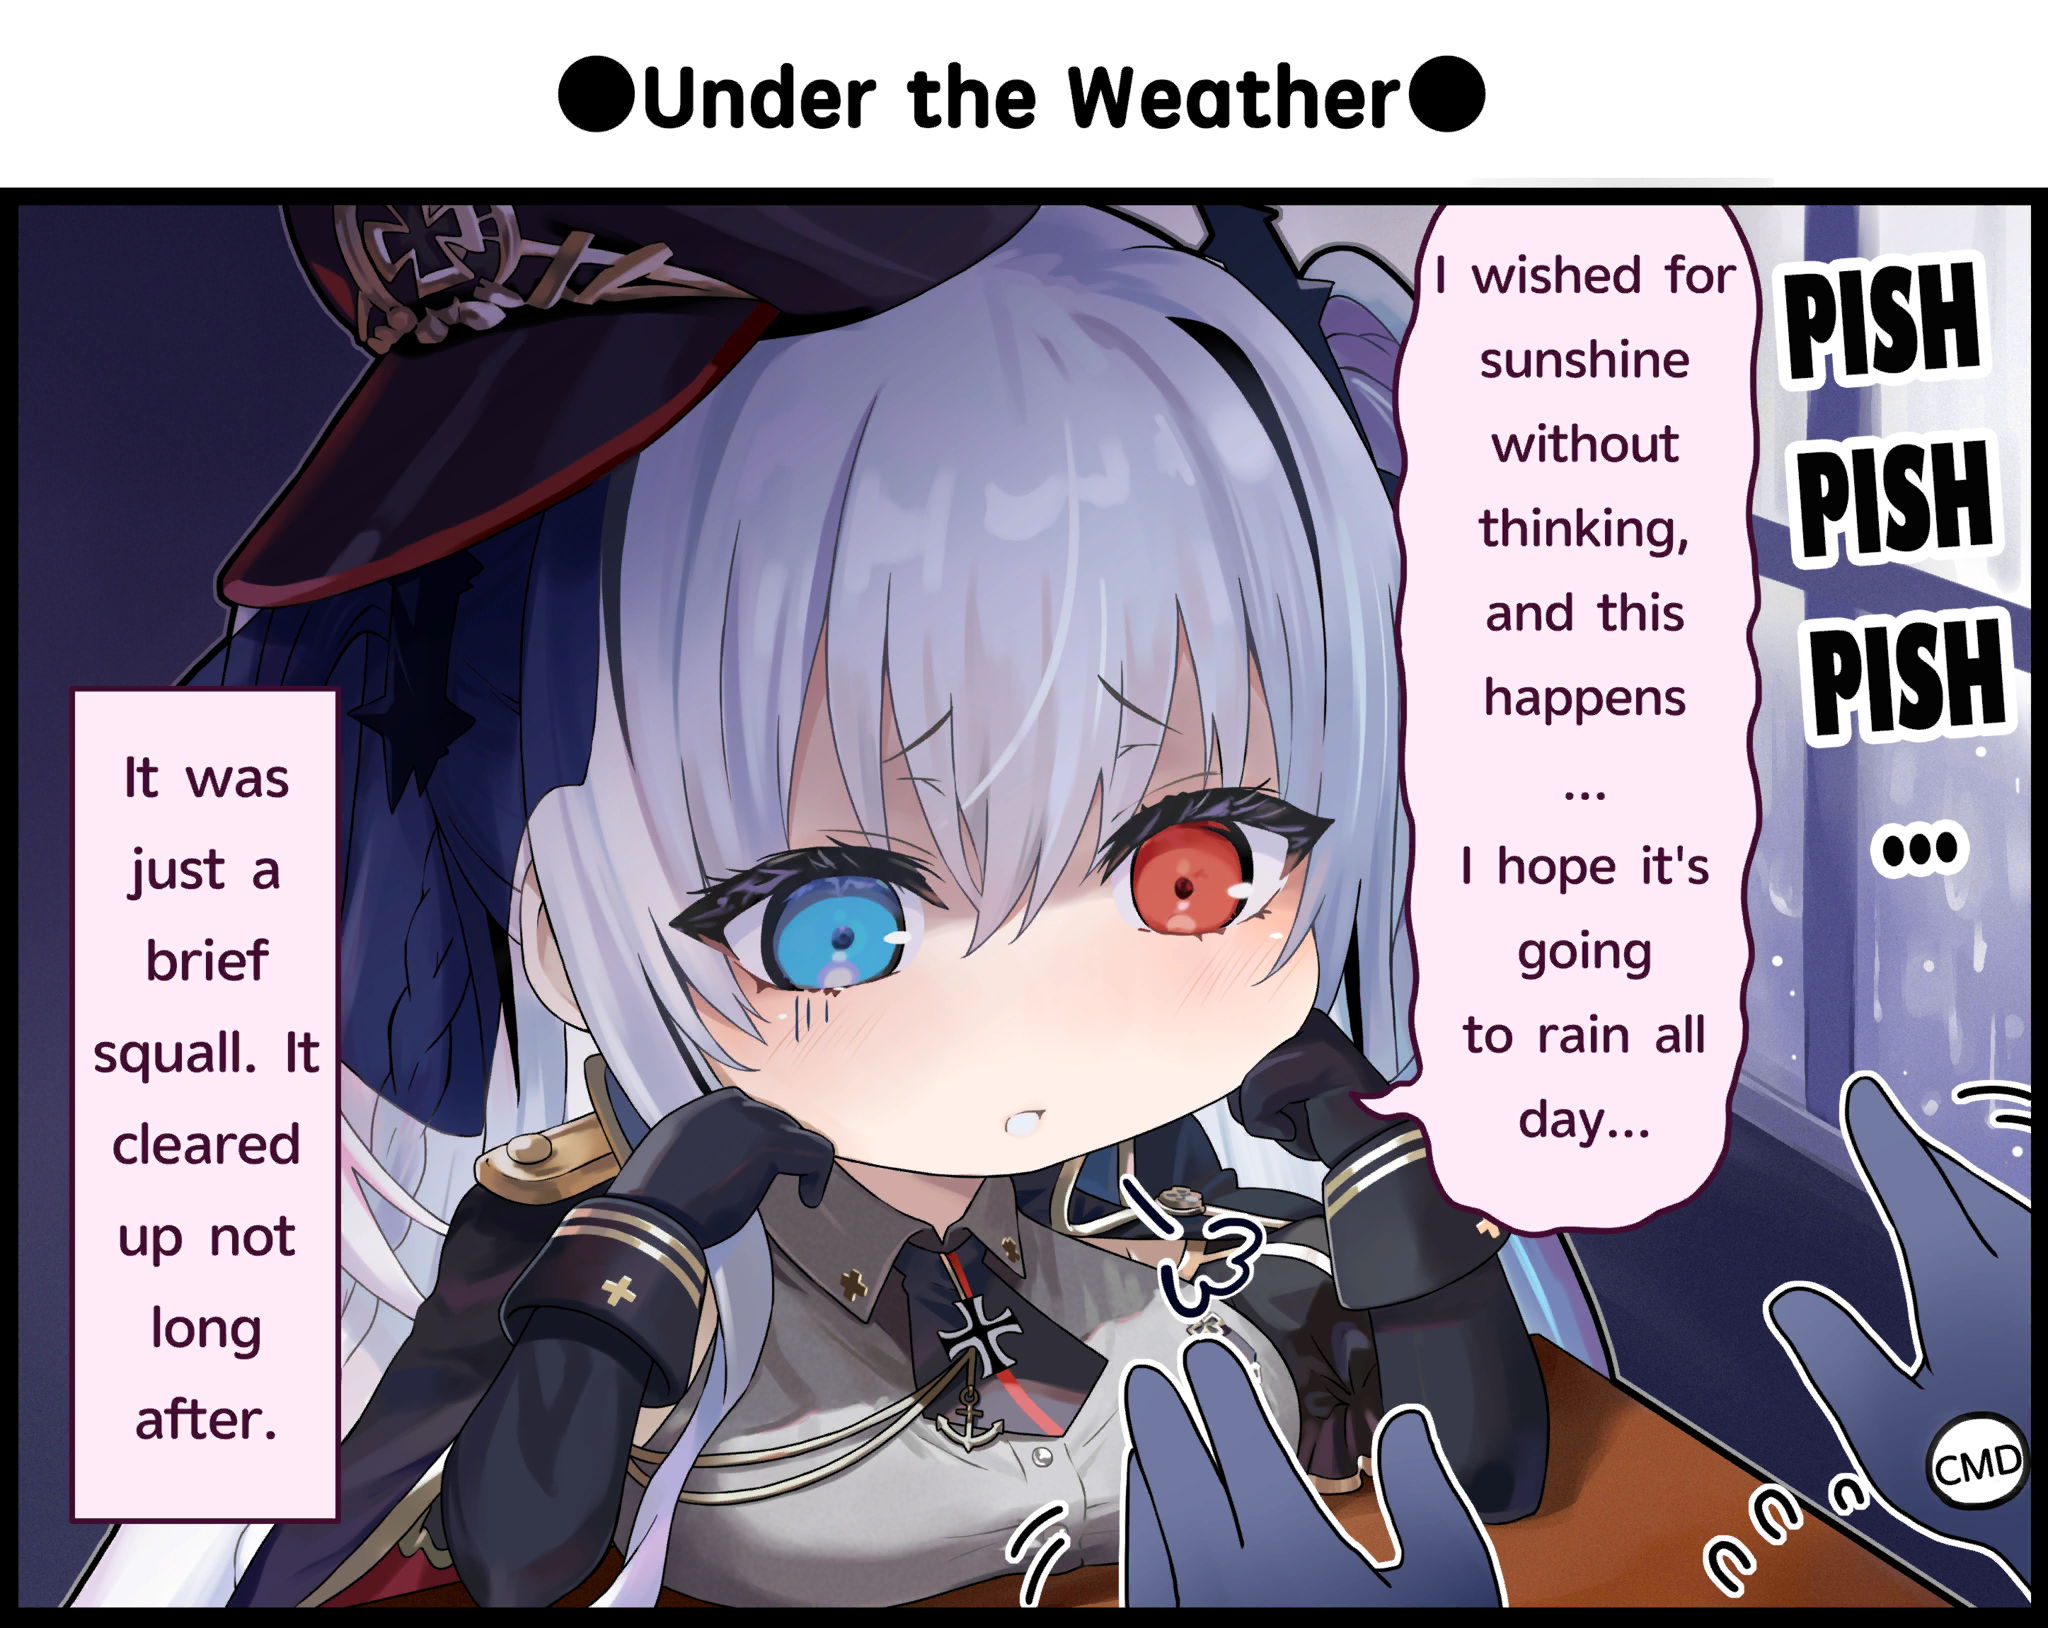 ●Under the Weather●
I wished for
sunshine
without
thinking,
and this
happens
...
I hope it's
going
to rain all
day...
PISH
PISH
PISH
...
It was
just a
brief
squall. It
cleared
up not
long
after.
CMD